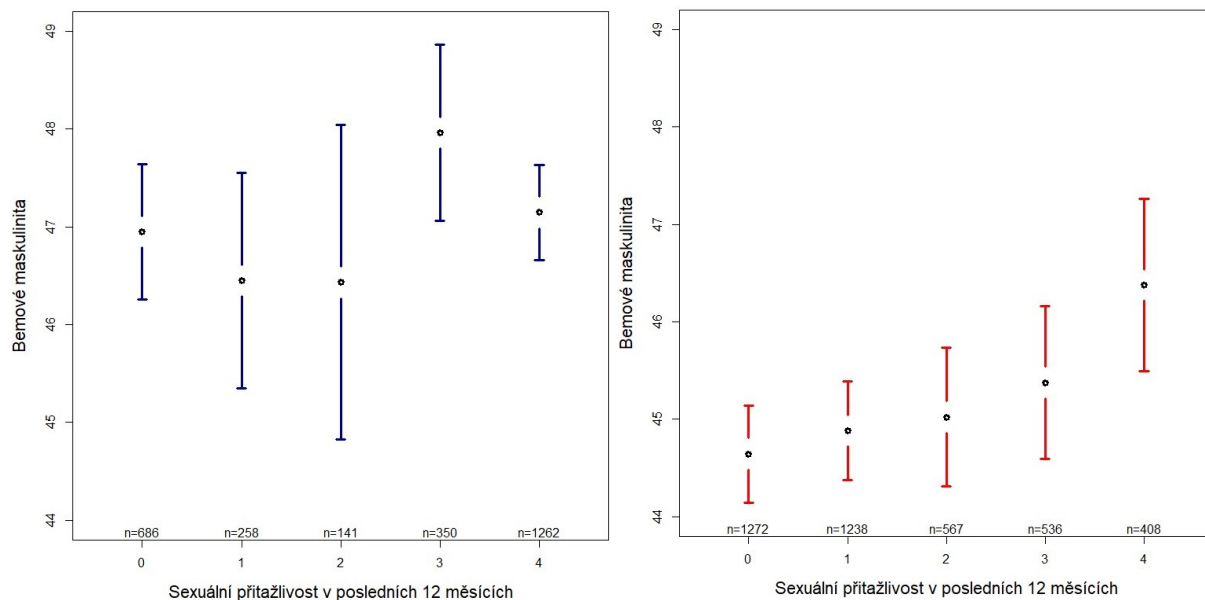 Bemové maskulinita
49
48
47
46
45
44
n=686 n=258 n=141 n=350 n=1262
0 1 2 3 4
Sexuální přitažlivost v posledních 12 měsících
Bemové maskulinita
49
48
47
46
45
44
n=1272 n=1238 n=567 n=536 n=408
0 1 2 3 4
Sexuální přitažlivost v posledních 12 měsících